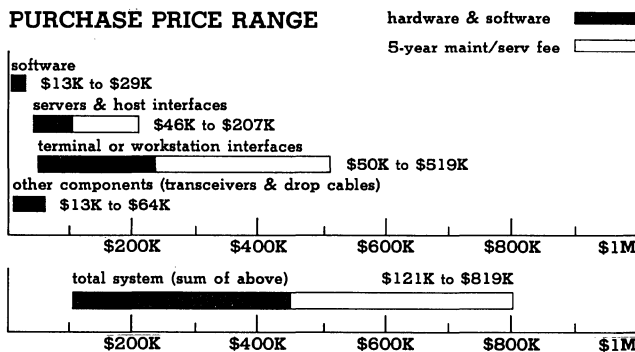 PURCHASE PRICE RANGE
hardware & software
5-year maint/serv fee
software
$13K to $29K
servers & host interfaces
$46K to $207K
terminal or workstation interfaces
$50K to $519K
other components (transceivers & drop cables)
$13K to $64K
$200K $400K $600K $800K $1M
total system (sum of above) $121K to $819K
$200K $400K $600K $800K $1M